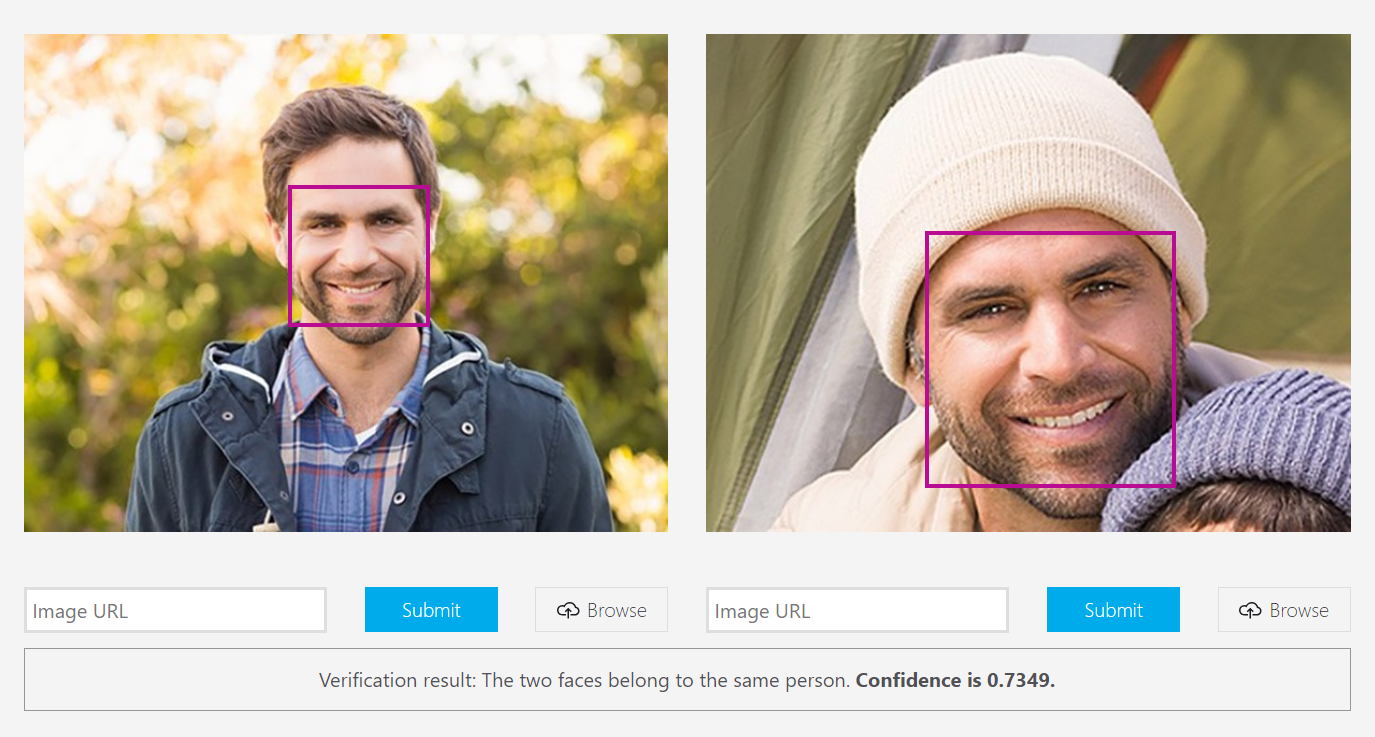 Image URL
Submit
Browse
Image URL
Submit
Browse
Verification result: The two faces belong to the same person. Confidence is 0.7349.